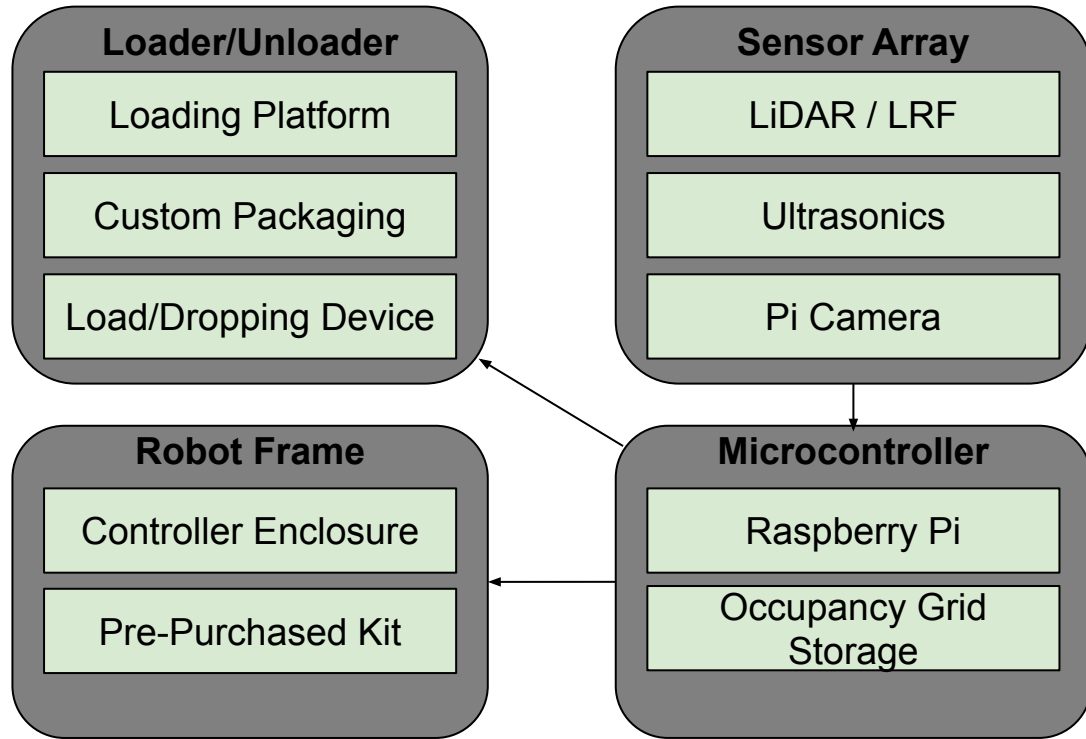 Loader/Unloader
Loading Platform
Custom Packaging
Load/Dropping Device
Sensor Array
LiDAR / LRF
Ultrasonics
Pi Camera
Robot Frame
Controller Enclosure
Pre-Purchased Kit
Microcontroller
Raspberry Pi
Occupancy Grid
Storage